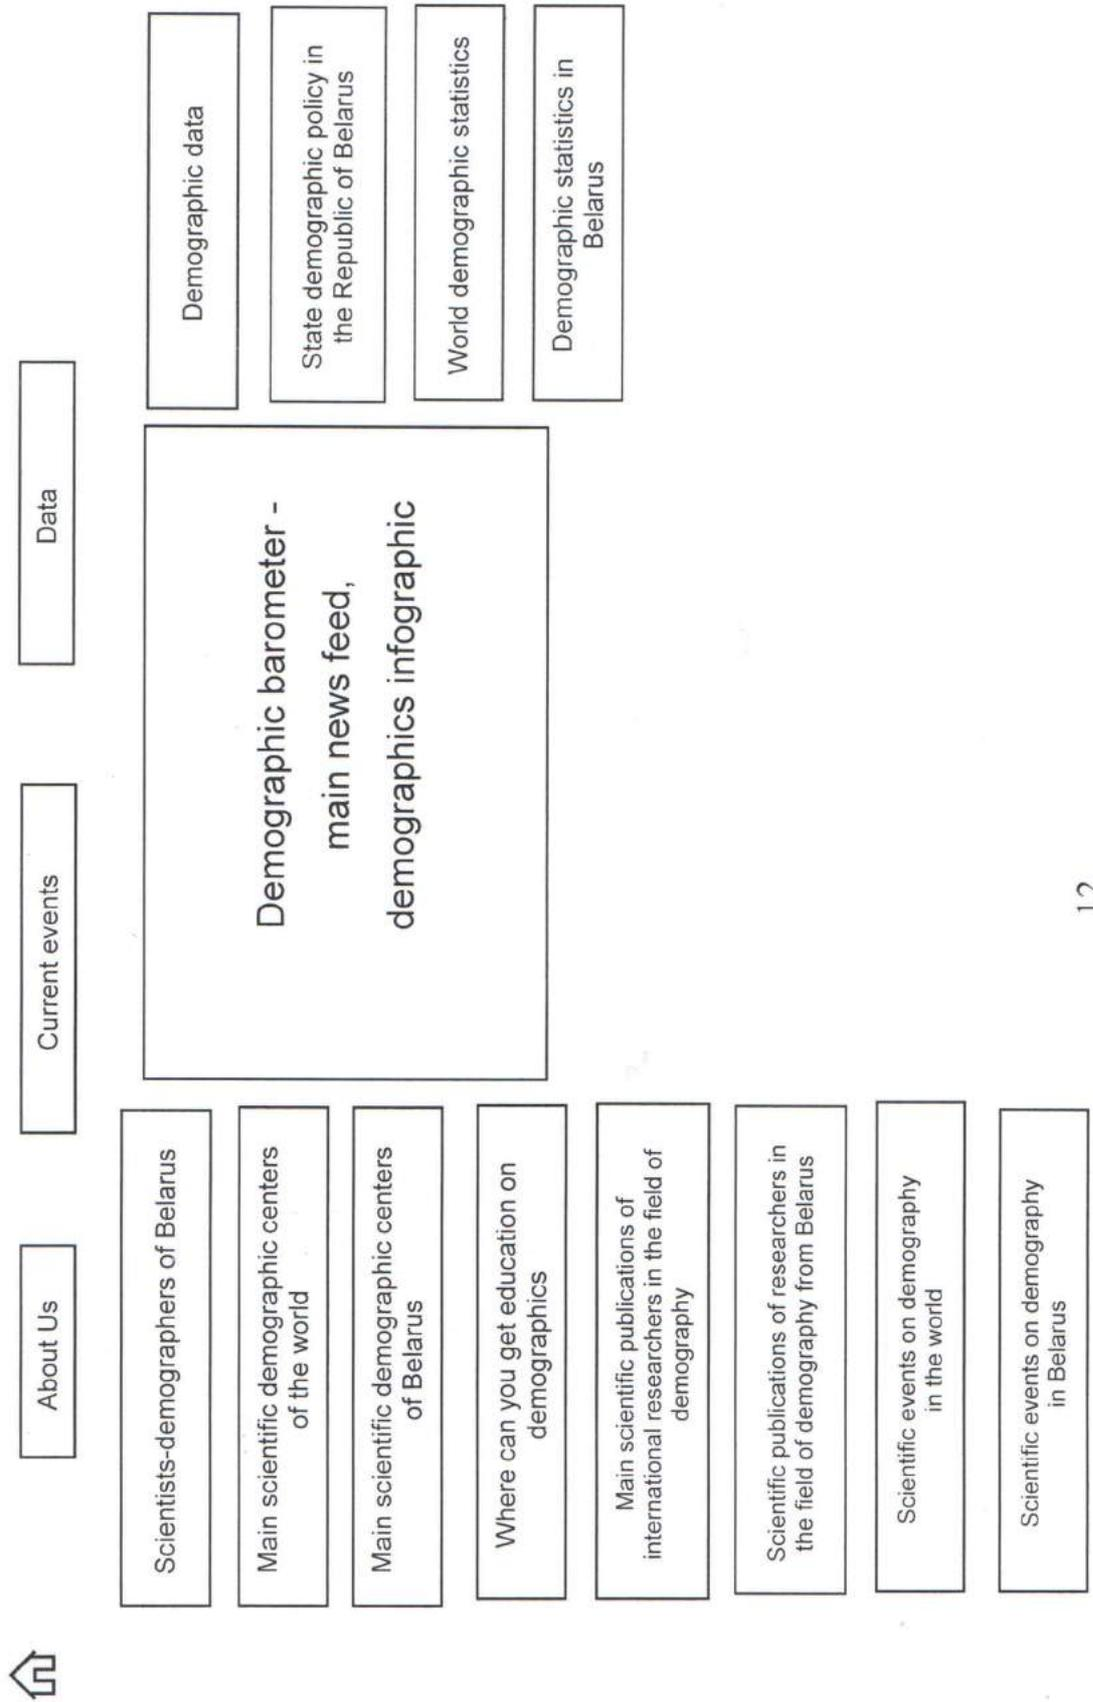 About Us
Current events
Data
Scientists-demographers of Belarus
Main scientific demographic centers
of the world
Main scientific demographic centers
of Belarus
Where can you get education on
demographics
Main scientific publications of
international researchers in the field of
demography
Scientific publications of researchers in
the field of demography from Belarus
Scientific events on demography
in the world
Scientific events on demography
in Belarus
Demographic barometer -
main news feed,
demographics infographic
Demographic data
State demographic policy in
the Republic of Belarus
World demographic statistics
Demographic statistics in
Belarus
12